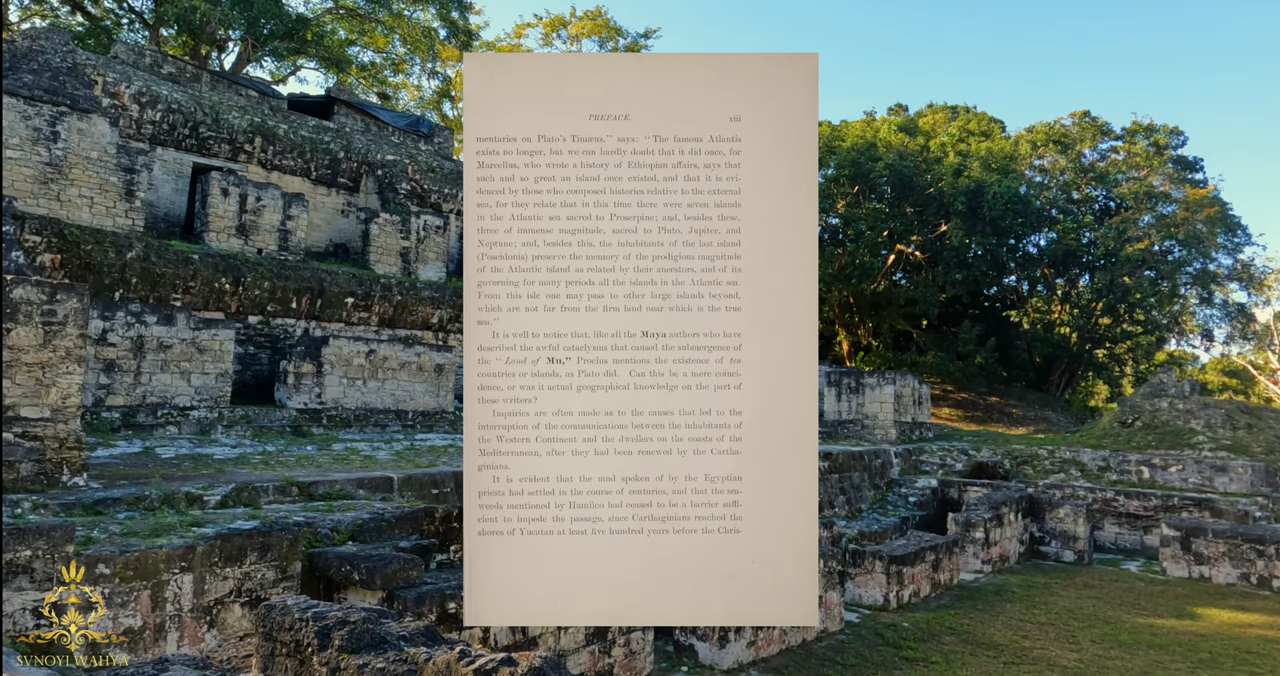 PREFACE. xiii
mentaries on Plato's Timæus," says: "The famous Atlantis
exists no longer, but we can hardly doubt that it did once, for
Marcellus, who wrote a history of Ethiopian affairs, says that
such and so great an island once existed, and that it is evi-
denced by those who composed histories relative to the external
sea, for they relate that in this time there were seven islands
in the Atlantic sea sacred to Proserpine; and, besides these,
three of immense magnitude, sacred to Pluto, Jupiter, and
Neptune; and, besides this, the inhabitants of the last island
(Poseidonis) preserve the memory of the prodigious magnitude
of the Atlantic island as related by their ancestors, and of its
governing for many periods all the islands in the Atlantic sea.
From this isle one may pass to other large islands beyond,
which are not far from the firm land near which is the true
sea."
It is well to notice that, like all the Maya authors who have
described the awful cataclysms that caused the submergence of
the "Land of Mu," Proclus mentions the existence of ten
countries or islands, as Plato did. Can this be a mere coinci-
dence, or was it actual geographical knowledge on the part of
these writers?
Inquiries are often made as to the causes that led to the
interruption of the communications between the inhabitants of
the Western Continent and the dwellers on the coasts of the
Mediterranean, after they had been renewed by the Cartha-
ginians.
It is evident that the mud spoken of by the Egyptian
priests had settled in the course of centuries, and that the sea-
weeds mentioned by Hamilco had ceased to be a barrier suffi-
cient to impede the passage, since Carthaginians reached the
shores of Yucatan at least five hundred years before the Chris-
SVNOYI WAHYA